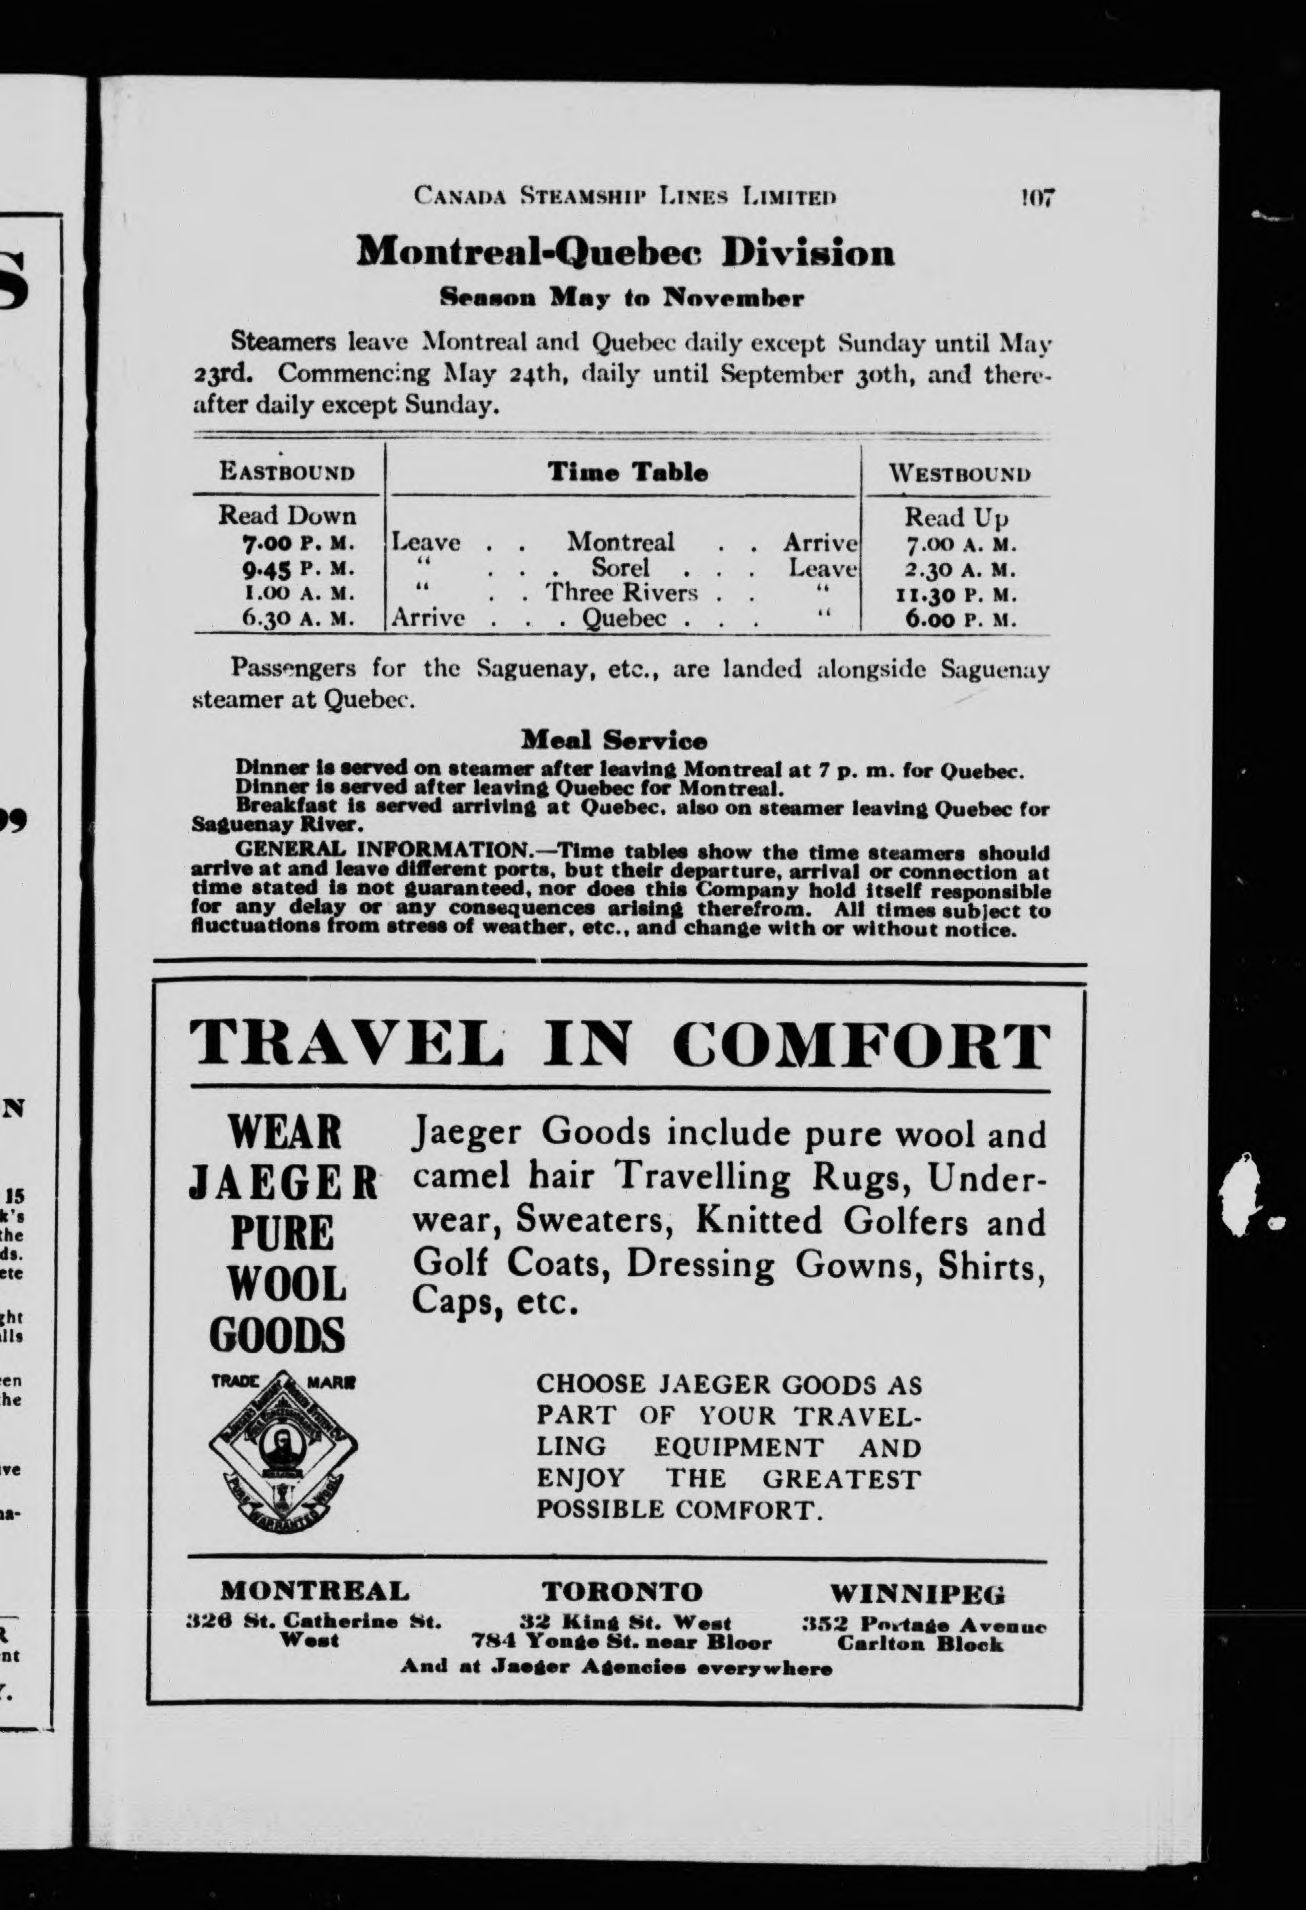 CANADA STEAMSHIP LINES LIMITED 107
Montreal-Quebec Division
Season May to November
Steamers leave Montreal and Quebec daily except Sunday until May
23rd. Commencing May 24th, daily until September 30th, and there-
after daily except Sunday.
EASTBOUND Time Table WESTBOUND
Read Down Read Up
7.00 P. M. Leave . . Montreal . . Arrive 7.00 A. M.
9.45 P. M. “ . . . Sorel . . . Leave 2.30 A. M.
1.00 A. M. “ . . Three Rivers . . “ 11.30 P. M.
6.30 A. M. Arrive . . . Quebec . . . “ 6.00 P. M.
Passengers for the Saguenay, etc., are landed alongside Saguenay
steamer at Quebec.
Meal Service
Dinner is served on steamer after leaving Montreal at 7 p. m. for Quebec.
Dinner is served after leaving Quebec for Montreal.
Breakfast is served arriving at Quebec, also on steamer leaving Quebec for
Saguenay River.
GENERAL INFORMATION.—Time tables show the time steamers should
arrive at and leave different ports, but their departure, arrival or connection at
time stated is not guaranteed, nor does this Company hold itself responsible
for any delay or any consequences arising therefrom. All times subject to
fluctuations from stress of weather, etc., and change with or without notice.
TRAVEL IN COMFORT
WEAR
JAEGER
PURE
WOOL
GOODS
Jaeger Goods include pure wool and
camel hair Travelling Rugs, Under-
wear, Sweaters, Knitted Golfers and
Golf Coats, Dressing Gowns, Shirts,
Caps, etc.
TRADE MARK
PURE WARRANTED WOOL
CHOOSE JAEGER GOODS AS
PART OF YOUR TRAVEL-
LING EQUIPMENT AND
ENJOY THE GREATEST
POSSIBLE COMFORT.
MONTREAL TORONTO WINNIPEG
326 St. Catherine St. 32 King St. West 352 Portage Avenue
West 784 Yonge St. near Bloor Carlton Block
And at Jaeger Agencies everywhere